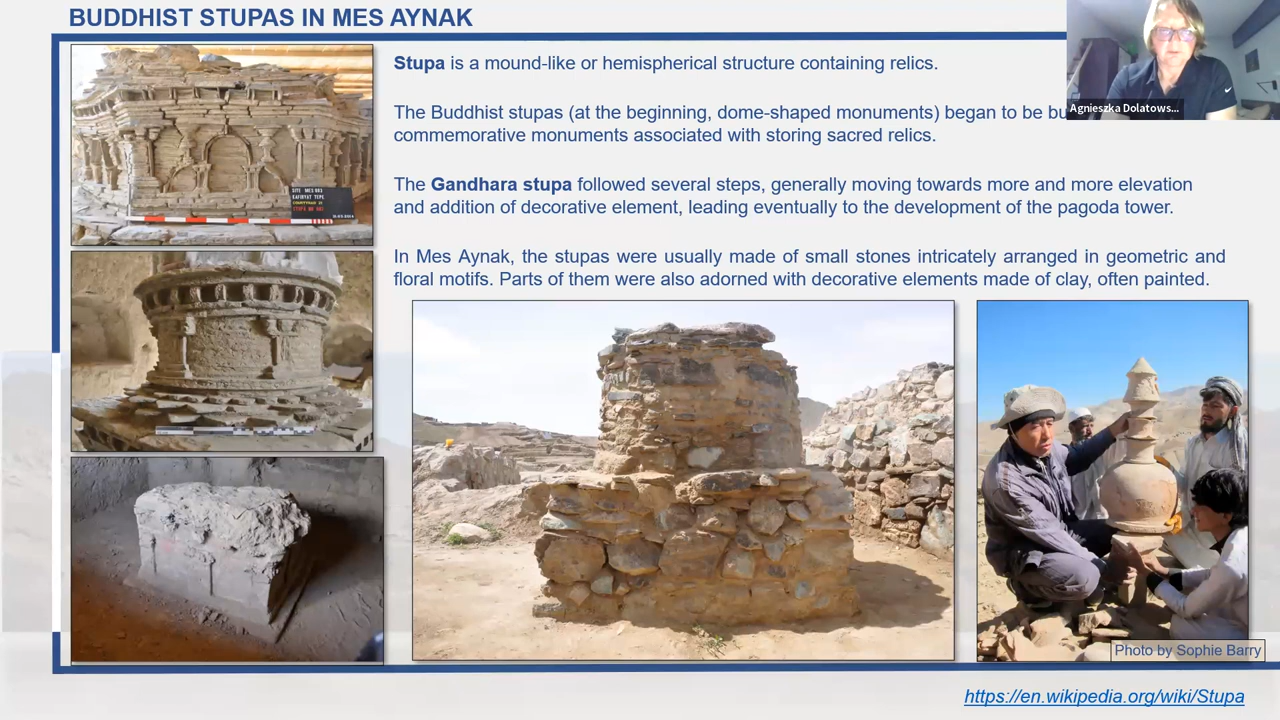 BUDDHIST STUPAS IN MES AYNAK
Stupa is a mound-like or hemispherical structure containing relics.
The Buddhist stupas (at the beginning, dome-shaped monuments) began to be bu
commemorative monuments associated with storing sacred relics.
The Gandhara stupa followed several steps, generally moving towards more and more elevation
and addition of decorative element, leading eventually to the development of the pagoda tower.
In Mes Aynak, the stupas were usually made of small stones intricately arranged in geometric and
floral motifs. Parts of them were also adorned with decorative elements made of clay, often painted.
Agnieszka Dolatows...
Photo by Sophie Barry
https://en.wikipedia.org/wiki/Stupa